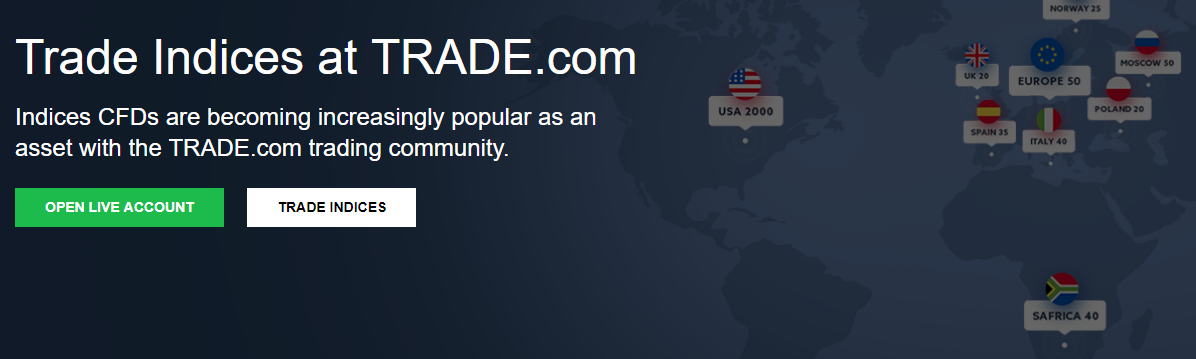 Trade Indices at TRADE.com
Indices CFDs are becoming increasingly popular as an
asset with the TRADE.com trading community.
OPEN LIVE ACCOUNT
TRADE INDICES
NORWAY 25
UK 20
EUROPE 50
MOSCOW 50
USA 2000
POLAND 20
SPAIN 35
ITALY 40
SAFRICA 40